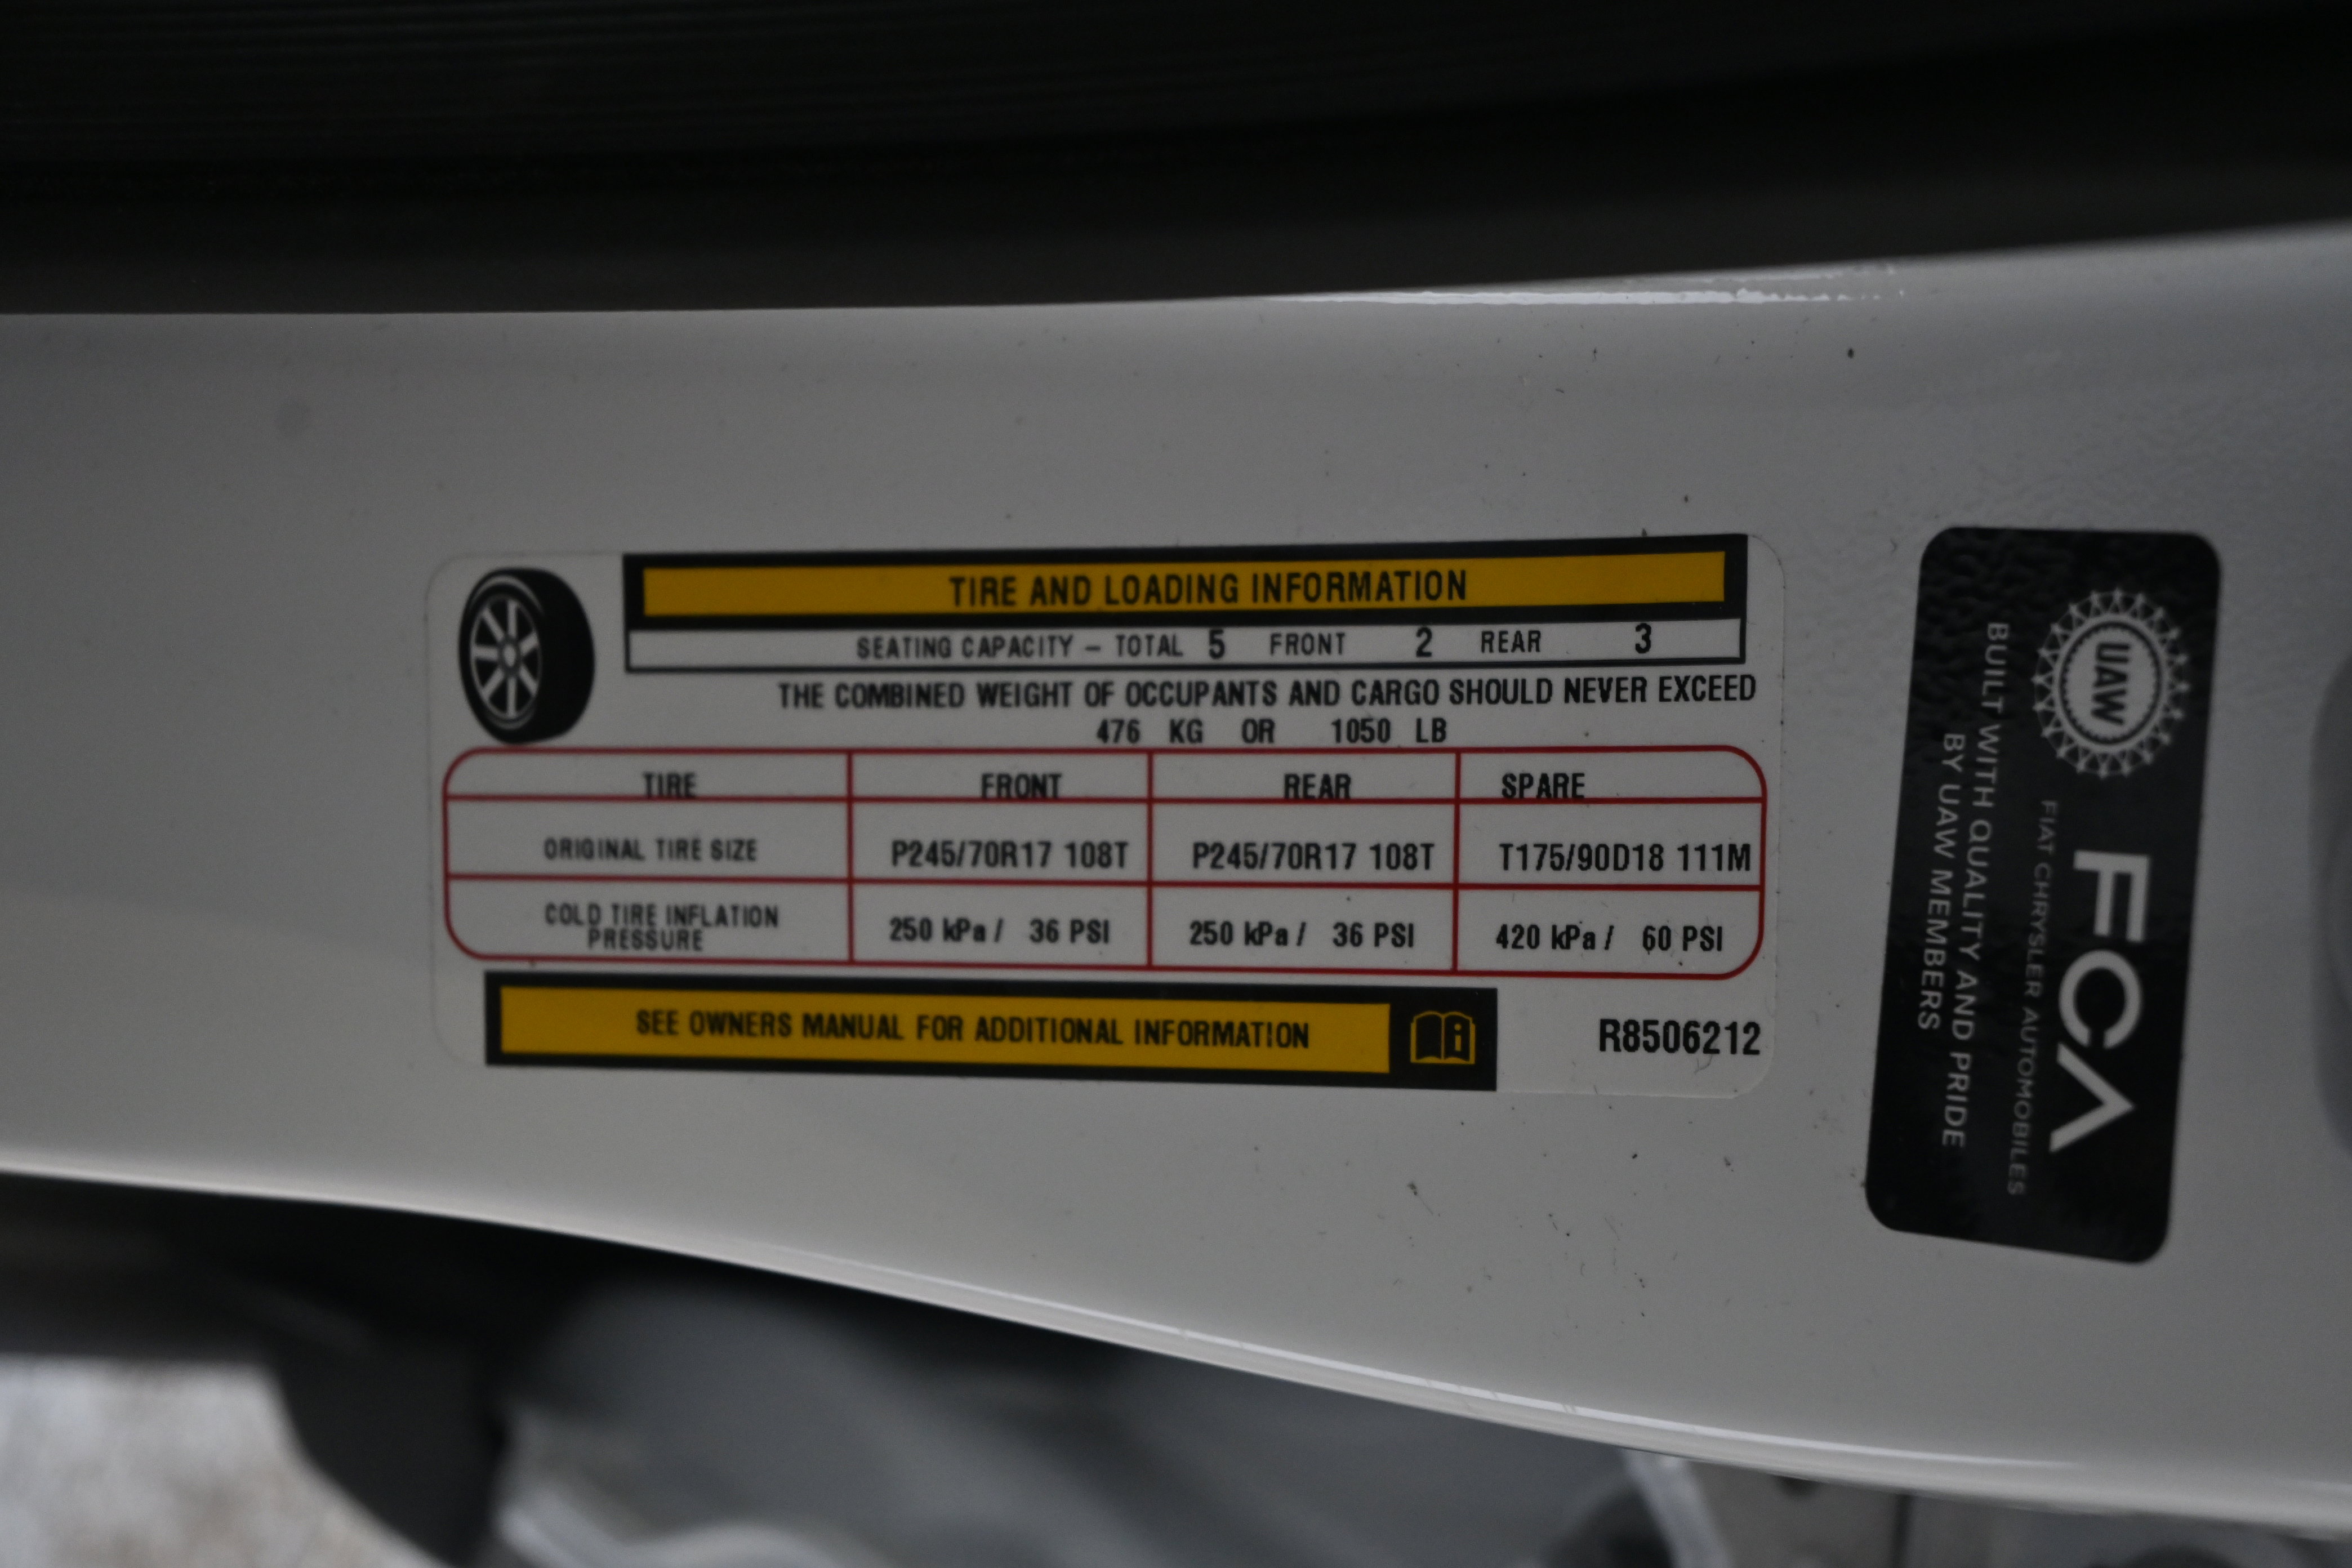 TIRE AND LOADING INFORMATION
SEATING CAPACITY – TOTAL 5 FRONT 2 REAR 3
THE COMBINED WEIGHT OF OCCUPANTS AND CARGO SHOULD NEVER EXCEED
476 KG OR 1050 LB
TIRE FRONT REAR SPARE
ORIGINAL TIRE SIZE P245/70R17 108T P245/70R17 108T T175/90D18 111M
COLD TIRE INFLATION
PRESSURE 250 kPa / 36 PSI 250 kPa / 36 PSI 420 kPa / 60 PSI
SEE OWNERS MANUAL FOR ADDITIONAL INFORMATION
R8506212
UAW
FCA
FIAT CHRYSLER AUTOMOBILES
BUILT WITH QUALITY AND PRIDE
BY UAW MEMBERS